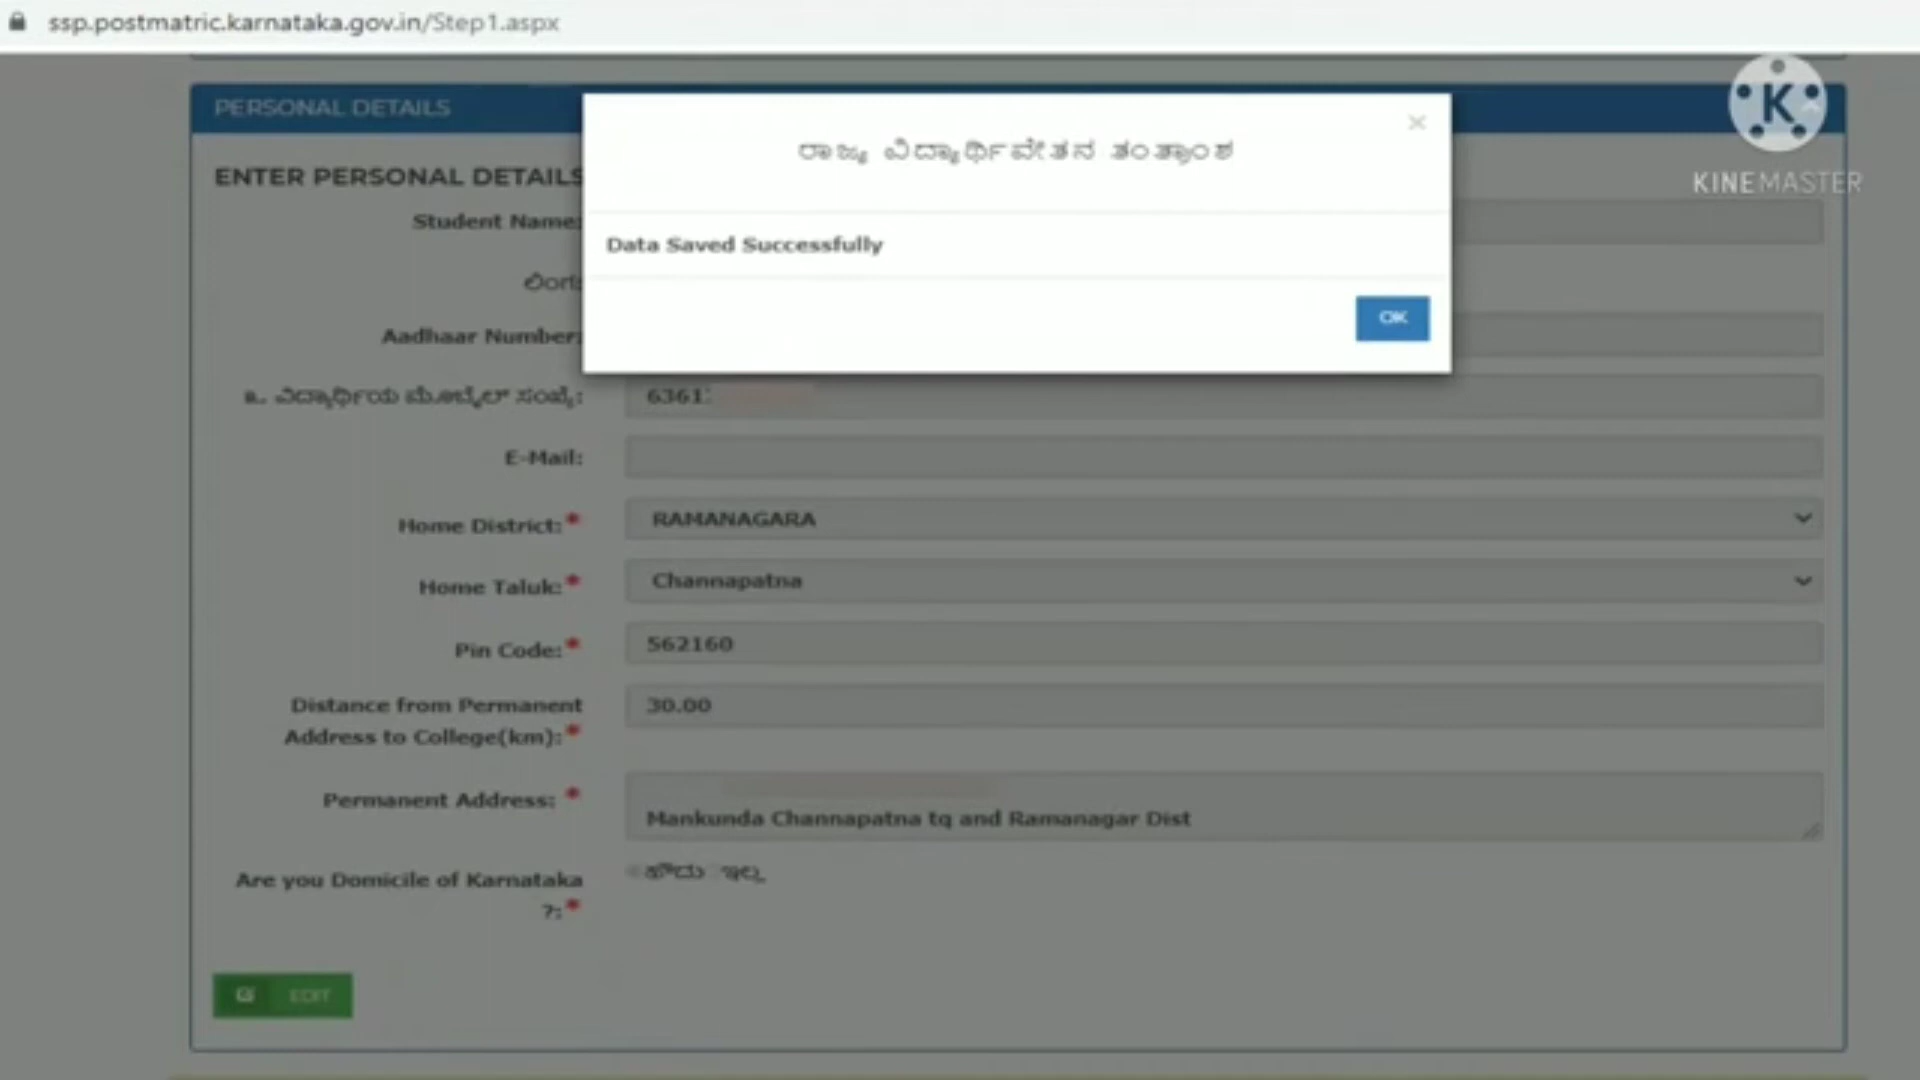 ssp.postmatric.karnataka.gov.in/Step1.aspx
PERSONAL DETAILS
K
KINEMASTER
ರಾಜ್ಯ ವಿದ್ಯಾರ್ಥಿವೇತನ ತಂತ್ರಾಂಶ
Data Saved Successfully
OK
ENTER PERSONAL DETAILS
Student Name:
Aadhaar Number:
ವಿದ್ಯಾರ್ಥಿಯ ಮೊಬೈಲ್ ಸಂಖ್ಯೆ: 6361
E-Mail:
Home District:* RAMANAGARA
Home Taluk:* Channapatna
Pin Code:* 562160
Distance from Permanent
Address to College(km):* 30.00
Permanent Address: *
Mankunda Channapatna tq and Ramanagar Dist
Are you Domicile of Karnataka
?:*
ಹೌದು ಇಲ್ಲ
EDIT